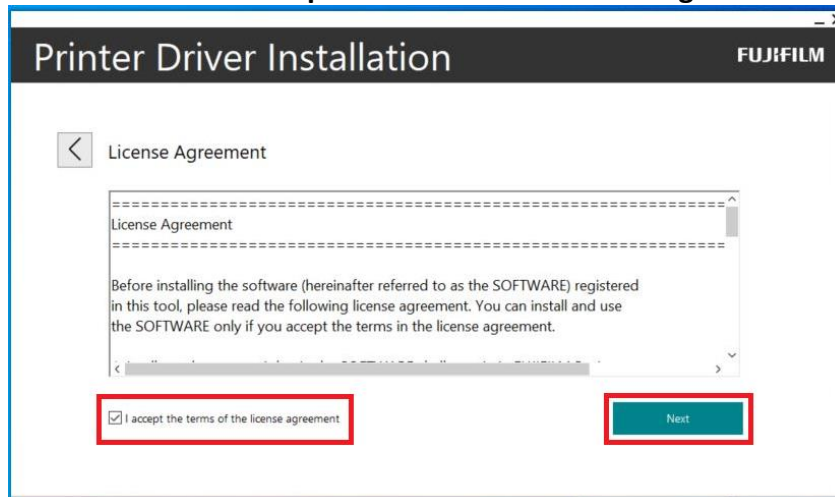 Printer Driver Installation
FUJIFILM
License Agreement
================================================================
License Agreement
================================================================
Before installing the software (hereinafter referred to as the SOFTWARE) registered
in this tool, please read the following license agreement. You can install and use
the SOFTWARE only if you accept the terms in the license agreement.
I accept the terms of the license agreement
Next